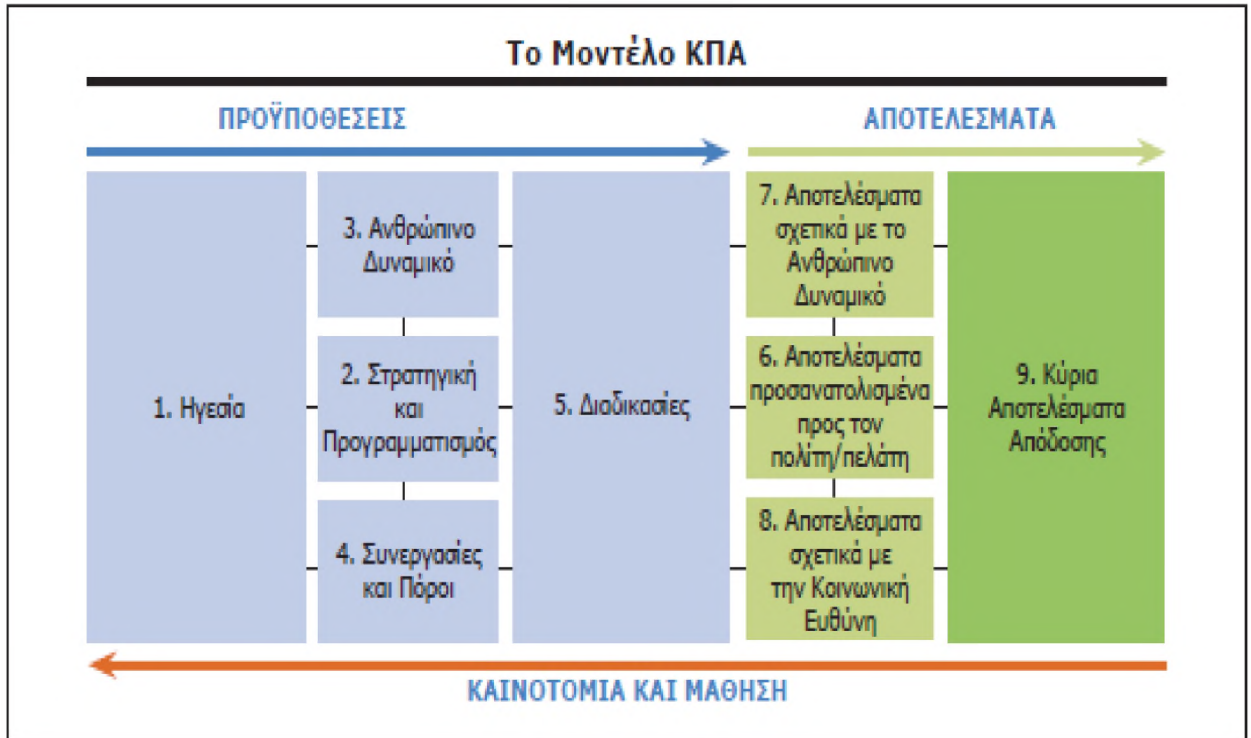 Το Μοντέλο ΚΠΑ
ΠΡΟΫΠΟΘΕΣΕΙΣ
ΑΠΟΤΕΛΕΣΜΑΤΑ
1. Ηγεσία
3. Ανθρώπινο
Δυναμικό
2. Στρατηγική
και
Προγραμματισμός
4. Συνεργασίες
και Πόροι
5. Διαδικασίες
7. Αποτελέσματα
σχετικά με το
Ανθρώπινο
Δυναμικό
6. Αποτελέσματα
προσανατολισμένα
προς τον
πολίτη/πελάτη
8. Αποτελέσματα
σχετικά με
την Κοινωνική
Ευθύνη
9. Κύρια
Αποτελέσματα
Απόδοσης
ΚΑΙΝΟΤΟΜΙΑ ΚΑΙ ΜΑΘΗΣΗ